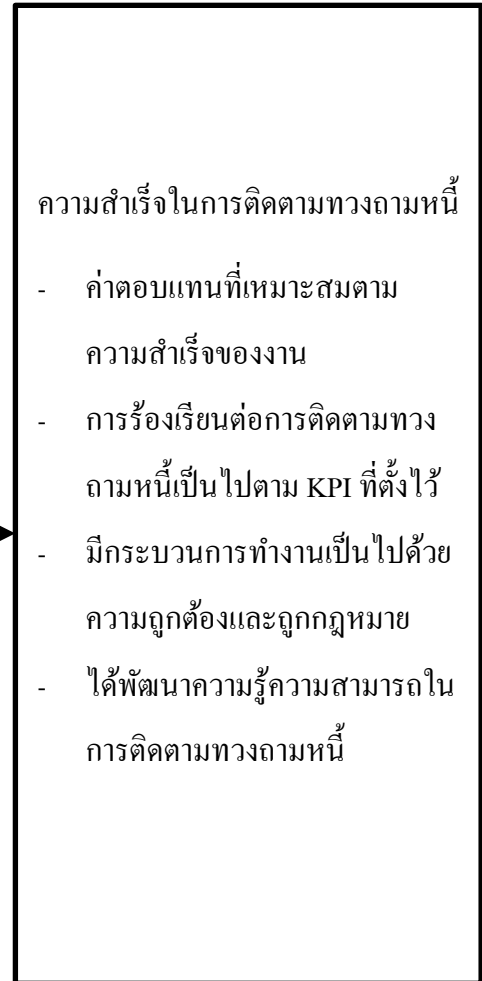 ความสำเร็จในการติดตามทวงถามหนี้
- ค่าตอบแทนที่เหมาะสมตาม
ความสำเร็จของงาน
- การร้องเรียนต่อการติดตามทวง
ถามหนี้เป็นไปตาม KPI ที่ตั้งไว้
- มีกระบวนการทำงานเป็นไปด้วย
ความถูกต้องและถูกกฎหมาย
- ได้พัฒนาความรู้ความสามารถใน
การติดตามทวงถามหนี้